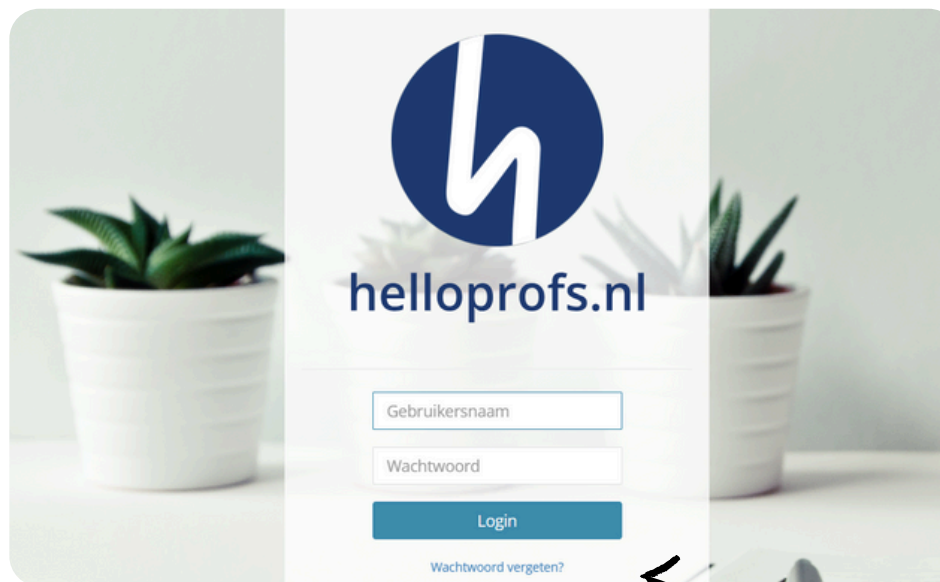 helloprofs.nl
Gebruikersnaam
Wachtwoord
Login
Wachtwoord vergeten?